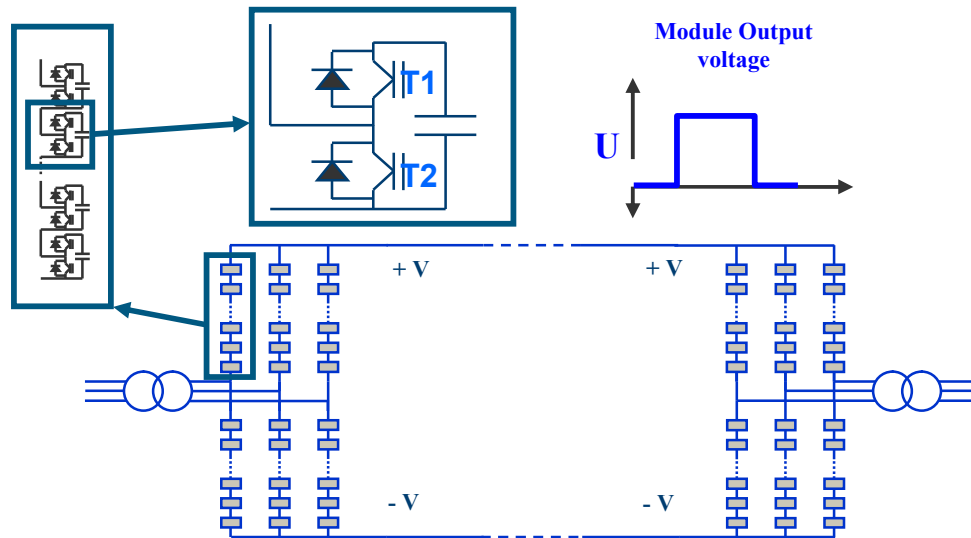 Module Output
voltage
T1
U
T2
+ V
+ V
- V
- V